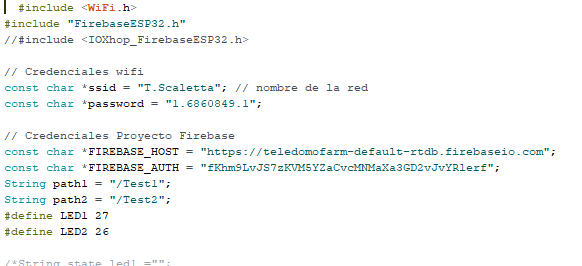 #include <WiFi.h>
#include "FirebaseESP32.h"
//#include <IOXhop_FirebaseESP32.h>
// Credenciales wifi
const char *ssid = "T.Scaletta"; // nombre de la red
const char *password = "1.6860849.1";
// Credenciales Proyecto Firebase
const char *FIREBASE_HOST = "https://teledomofarm-default-rtdb.firebaseio.com";
const char *FIREBASE_AUTH = "fKhm9LvJS7zKVM5YZaCvcMNMaXa3GD2vJvYRlerf";
String path1 = "/Test1";
String path2 = "/Test2";
#define LED1 27
#define LED2 26
/*String state_led1 ="";